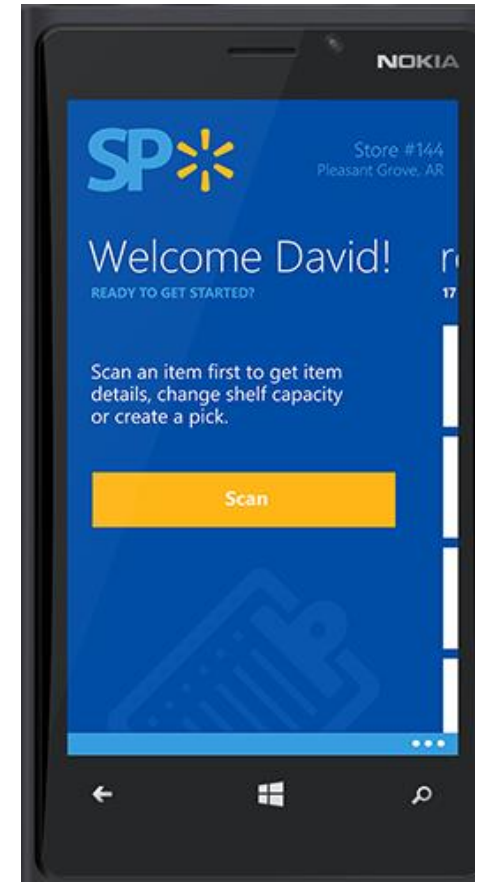 NOKIA
SP
Store #144
Pleasant Grove, AR
Welcome David!
READY TO GET STARTED?
17
Scan an item first to get item
details, change shelf capacity
or create a pick.
Scan